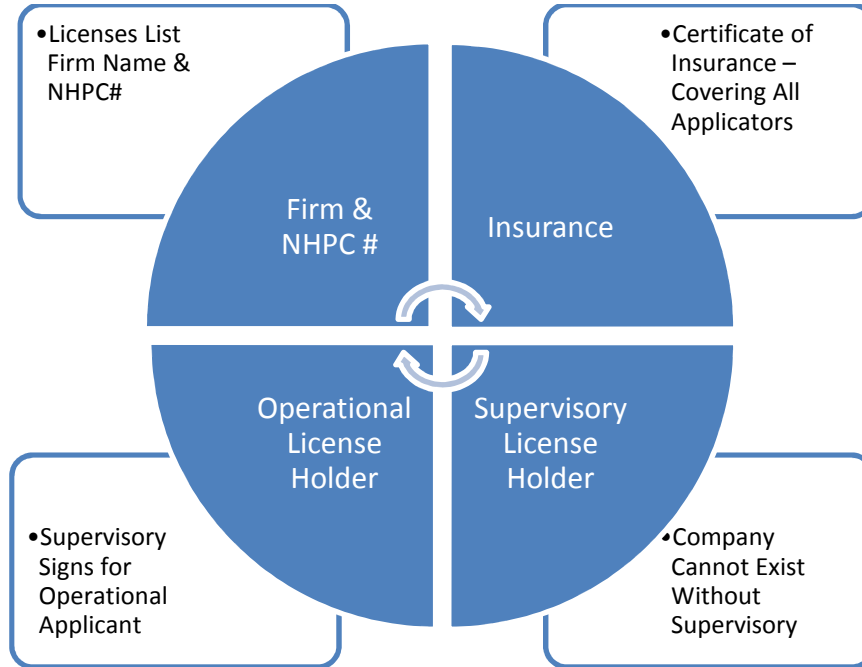 •Licenses List
Firm Name &
NHPC#
•Certificate of
Insurance –
Covering All
Applicators
Firm &
NHPC #
Insurance
Operational
License
Holder
Supervisory
License
Holder
•Supervisory
Signs for
Operational
Applicant
•Company
Cannot Exist
Without
Supervisory